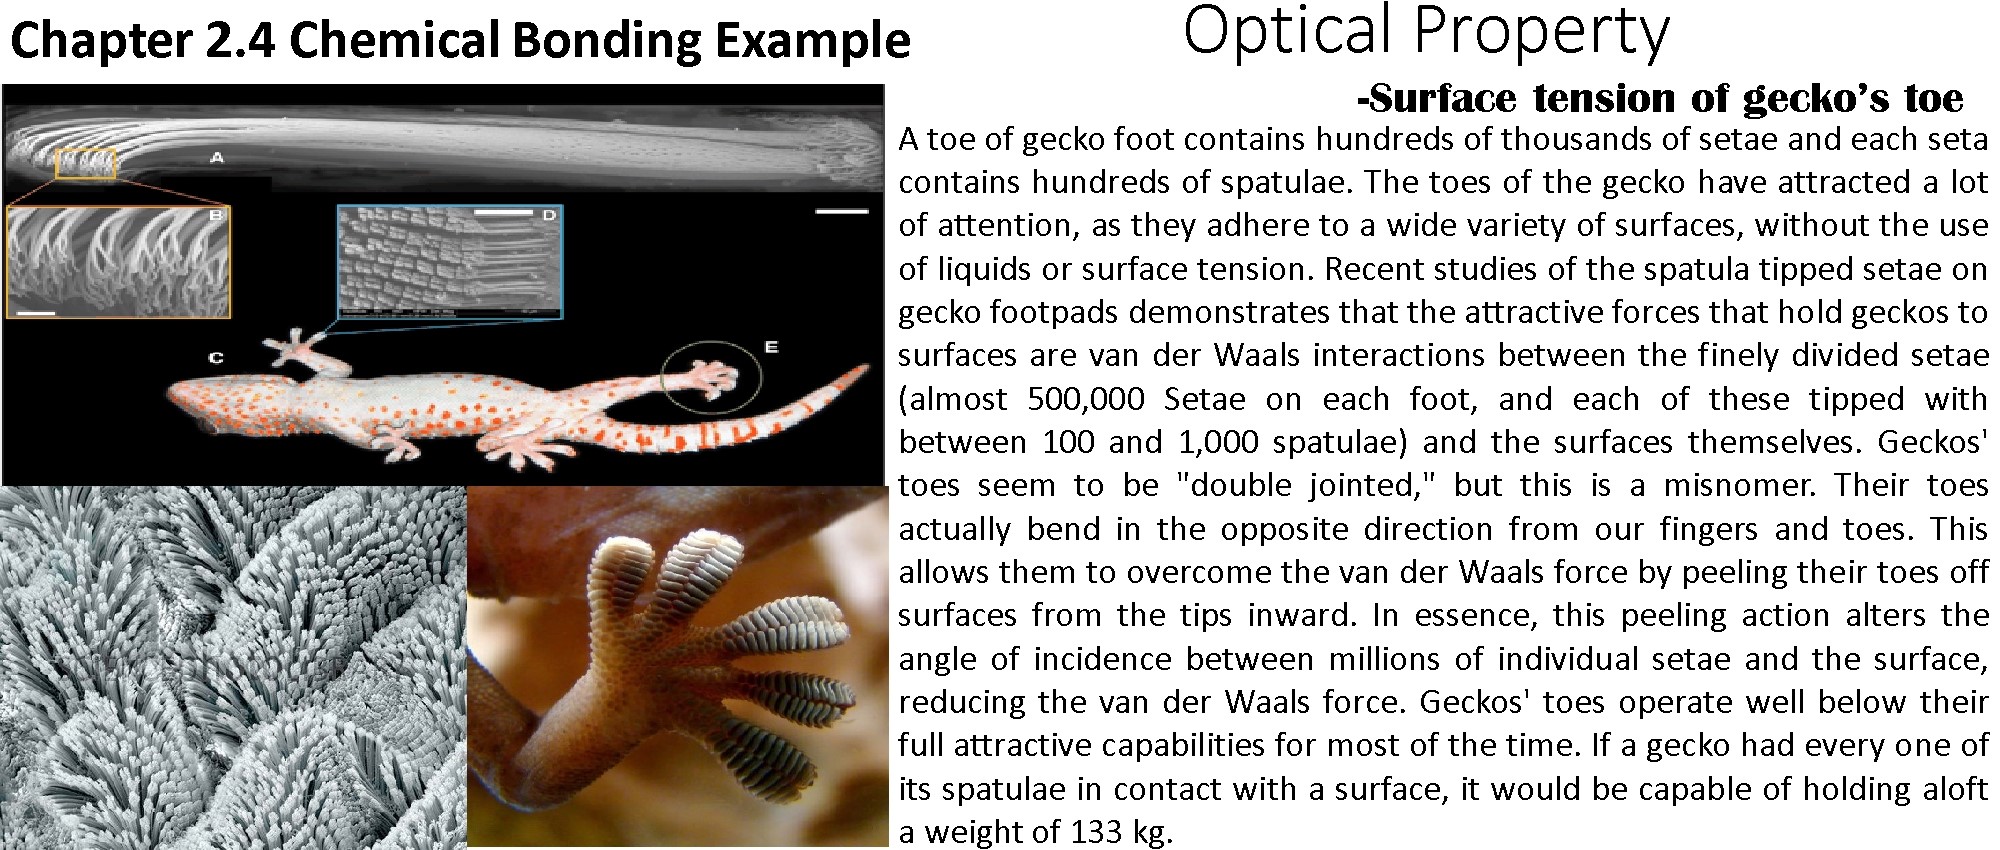 Chapter 2.4 Chemical Bonding Example
Optical Property
-Surface tension of gecko's toe
A
B
D
C
E
A toe of gecko foot contains hundreds of thousands of setae and each seta
contains hundreds of spatulae. The toes of the gecko have attracted a lot
of attention, as they adhere to a wide variety of surfaces, without the use
of liquids or surface tension. Recent studies of the spatula tipped setae on
gecko footpads demonstrates that the attractive forces that hold geckos to
surfaces are van der Waals interactions between the finely divided setae
(almost 500,000 Setae on each foot, and each of these tipped with
between 100 and 1,000 spatulae) and the surfaces themselves. Geckos'
toes seem to be "double jointed," but this is a misnomer. Their toes
actually bend in the opposite direction from our fingers and toes. This
allows them to overcome the van der Waals force by peeling their toes off
surfaces from the tips inward. In essence, this peeling action alters the
angle of incidence between millions of individual setae and the surface,
reducing the van der Waals force. Geckos' toes operate well below their
full attractive capabilities for most of the time. If a gecko had every one of
its spatulae in contact with a surface, it would be capable of holding aloft
a weight of 133 kg.